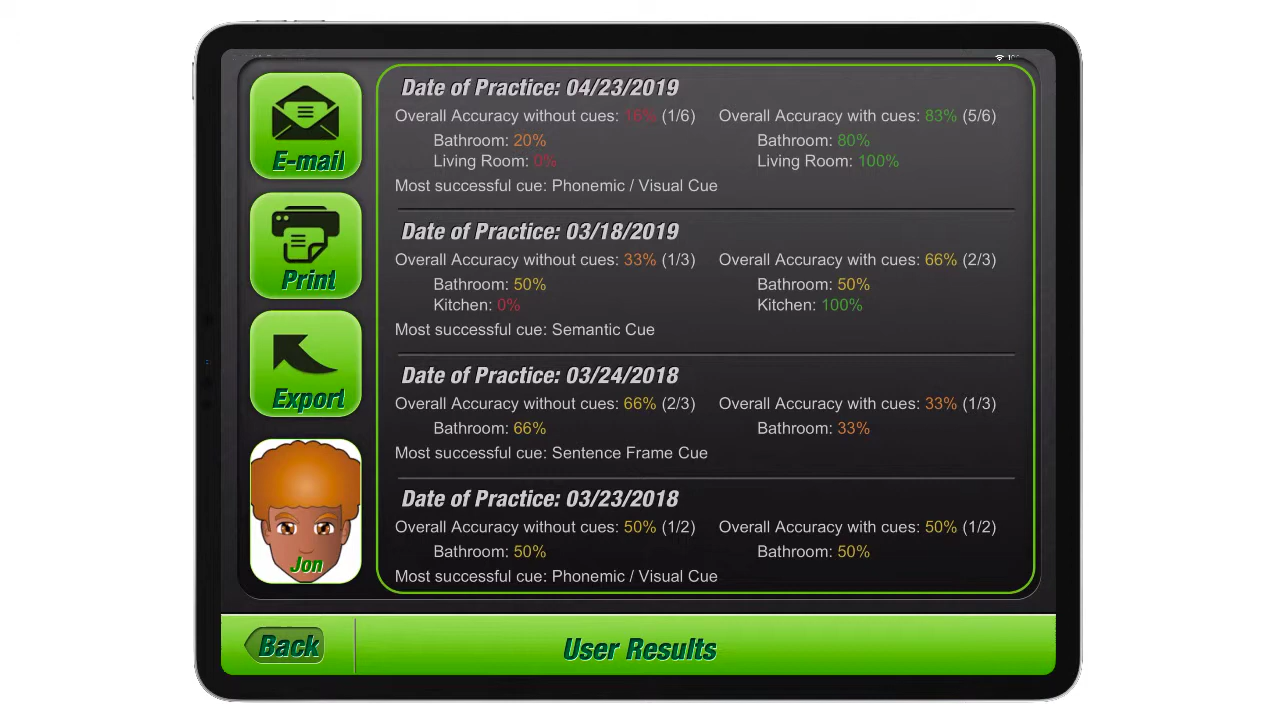 E-mail
Print
Export
Jon
Date of Practice: 04/23/2019
Overall Accuracy without cues: 16% (1/6) Overall Accuracy with cues: 83% (5/6)
Bathroom: 20% Bathroom: 80%
Living Room: 0% Living Room: 100%
Most successful cue: Phonemic / Visual Cue
Date of Practice: 03/18/2019
Overall Accuracy without cues: 33% (1/3) Overall Accuracy with cues: 66% (2/3)
Bathroom: 50% Bathroom: 50%
Kitchen: 0% Kitchen: 100%
Most successful cue: Semantic Cue
Date of Practice: 03/24/2018
Overall Accuracy without cues: 66% (2/3) Overall Accuracy with cues: 33% (1/3)
Bathroom: 66% Bathroom: 33%
Most successful cue: Sentence Frame Cue
Date of Practice: 03/23/2018
Overall Accuracy without cues: 50% (1/2) Overall Accuracy with cues: 50% (1/2)
Bathroom: 50% Bathroom: 50%
Most successful cue: Phonemic / Visual Cue
Back
User Results